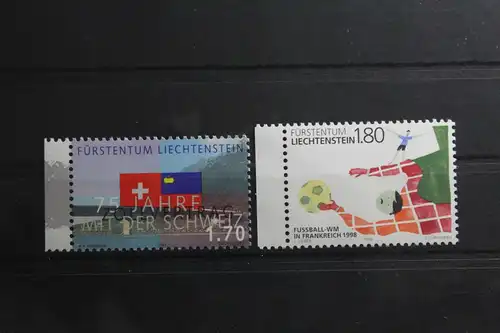 FÜRSTENTUM LIECHTENSTEIN
75 JAHRE
MIT DER SCHWEIZ
1.70
FÜRSTENTUM
LIECHTENSTEIN 1.80
FUSSBALL-WM
IN FRANKREICH 1998